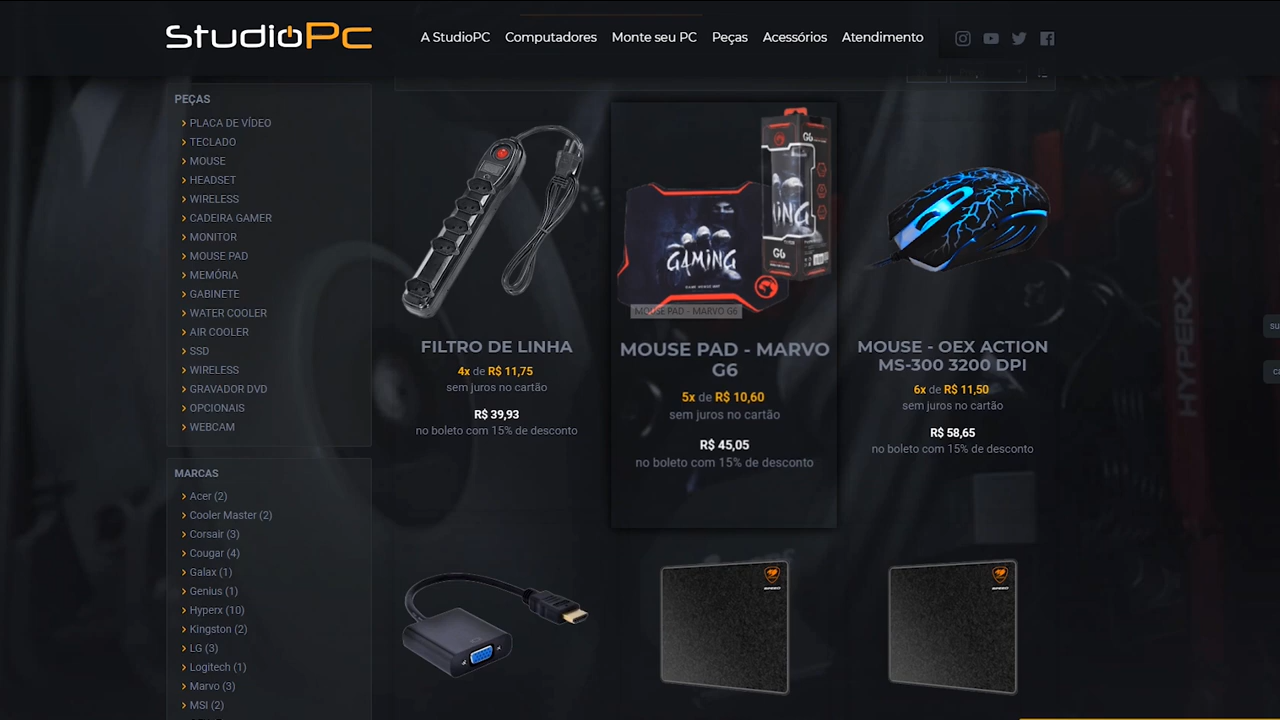 StudioPc
A StudioPC
Computadores
Monte seu PC
Peças
Acessórios
Atendimento
PEÇAS
PLACA DE VÍDEO
TECLADO
MOUSE
HEADSET
WIRELESS
CADEIRA GAMER
MONITOR
MOUSE PAD
MEMÓRIA
GABINETE
WATER COOLER
AIR COOLER
SSD
WIRELESS
GRAVADOR DVD
OPCIONAIS
WEBCAM
MARCAS
Acer (2)
Cooler Master (2)
Corsair (3)
Cougar (4)
Galax (1)
Genius (1)
Hyperx (10)
Kingston (2)
LG (3)
Logitech (1)
Marvo (3)
MSI (2)
FILTRO DE LINHA
4x de R$ 11,75
sem juros no cartão
R$ 39,93
no boleto com 15% de desconto
G6
GAMING
G6
MOUSE PAD - MARVO G6
MOUSE PAD - MARVO
G6
5x de R$ 10,60
sem juros no cartão
R$ 45,05
no boleto com 15% de desconto
MOUSE - OEX ACTION
MS-300 3200 DPI
6x de R$ 11,50
sem juros no cartão
R$ 58,65
no boleto com 15% de desconto
SPEED
SPEED
HYPERX
su